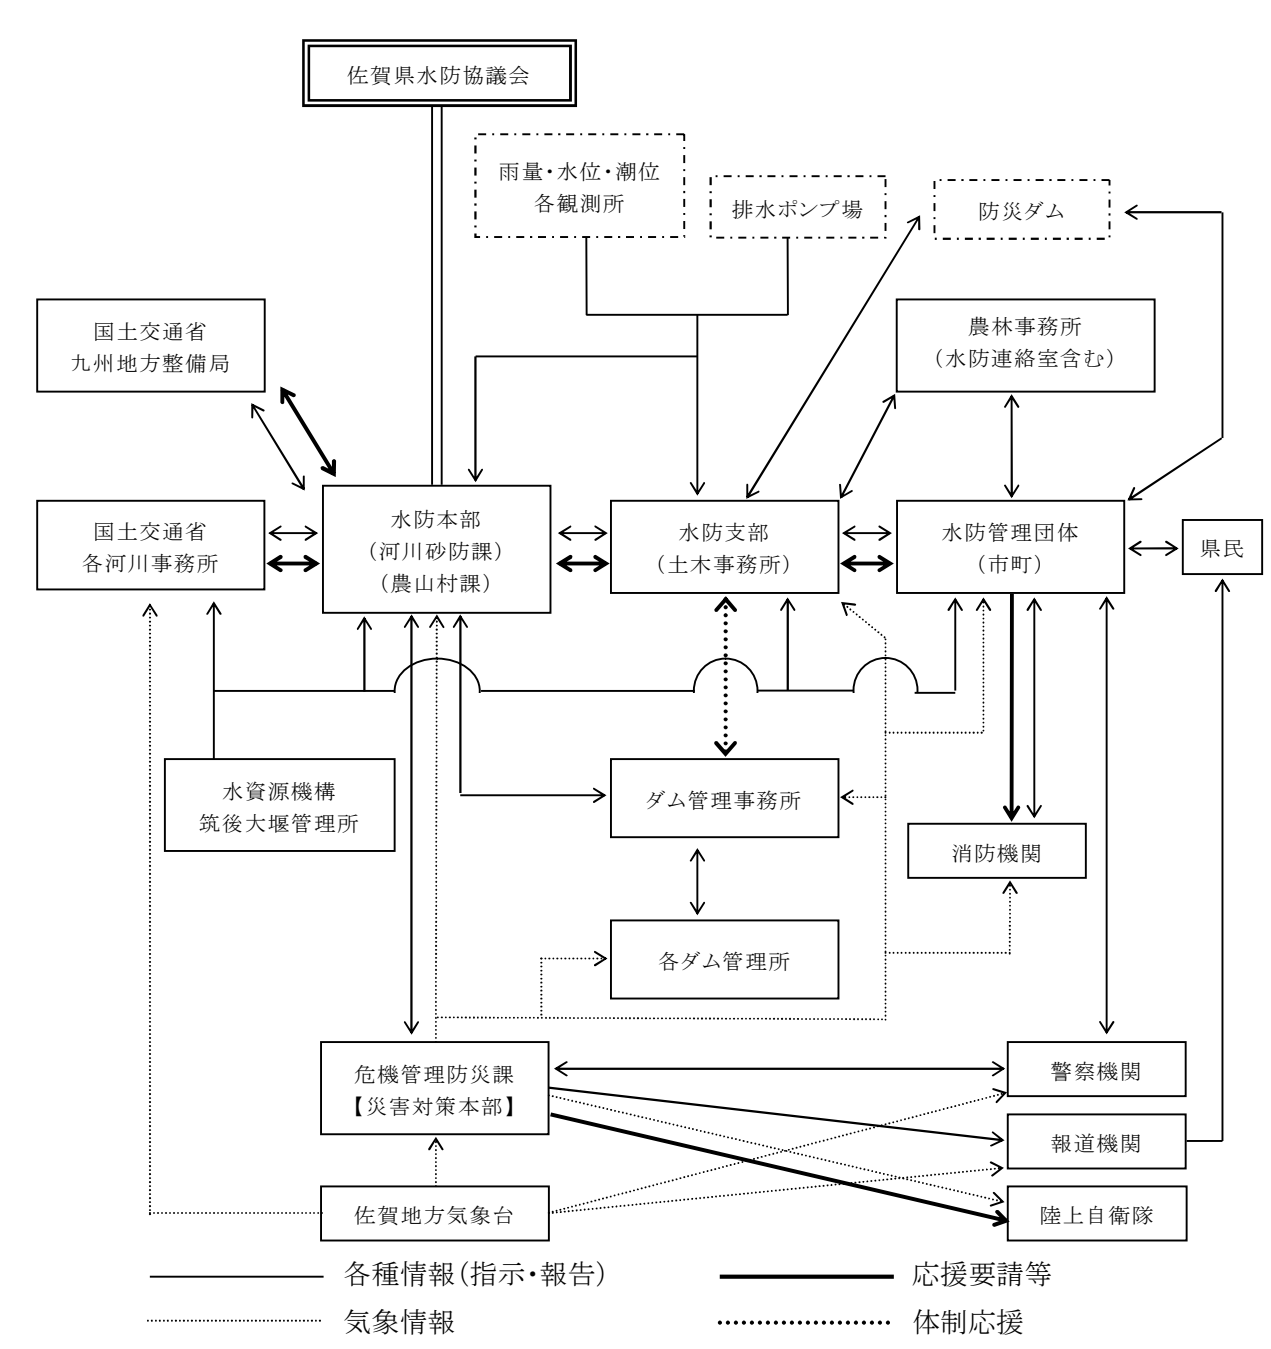 佐賀県水防協議会
雨量・水位・潮位
各観測所
排水ポンプ場
防災ダム
国土交通省
九州地方整備局
農林事務所
（水防連絡室含む）
国土交通省
各河川事務所
水防本部
（河川砂防課）
（農山村課）
水防支部
（土木事務所）
水防管理団体
（市町）
県民
水資源機構
筑後大堰管理所
ダム管理事務所
消防機関
各ダム管理所
危機管理防災課
【災害対策本部】
警察機関
報道機関
佐賀地方気象台
陸上自衛隊
各種情報（指示・報告）
応援要請等
気象情報
体制応援